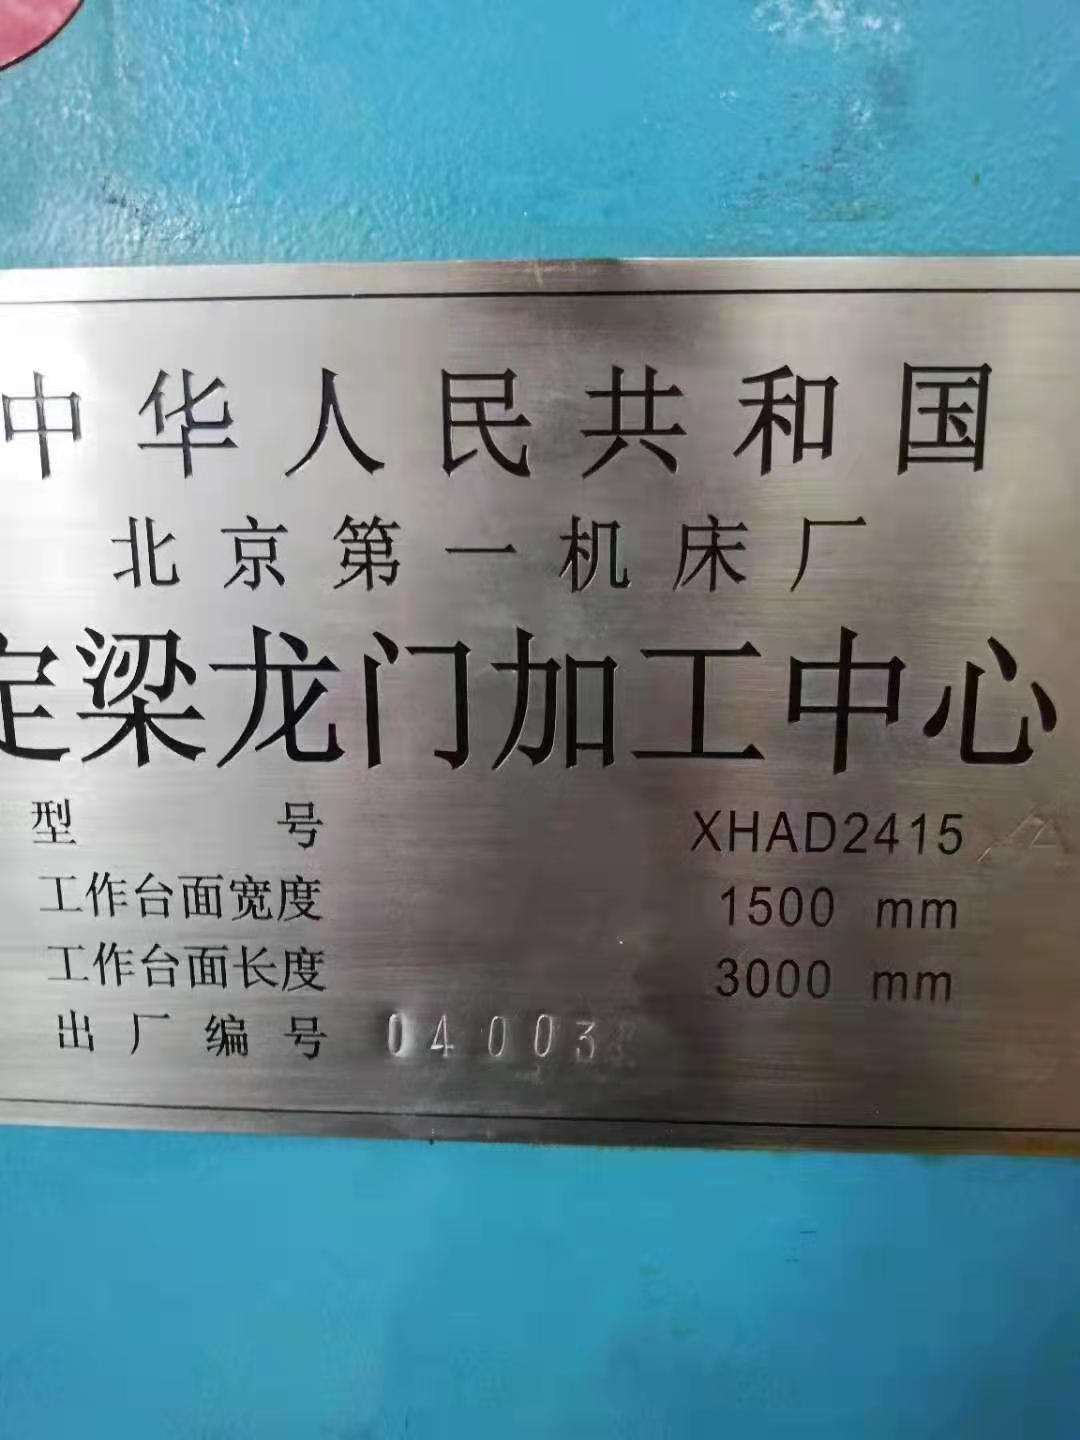 中华人民共和国
北京第一机床厂
定梁龙门加工中心
型号 XHAD2415
工作台面宽度 1500 mm
工作台面长度 3000 mm
出厂编号 04003